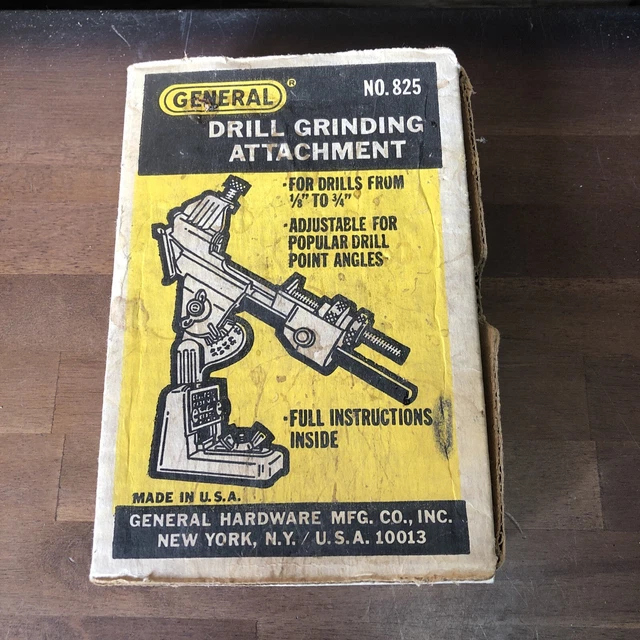 GENERAL®
NO. 825
DRILL GRINDING
ATTACHMENT
·FOR DRILLS FROM
⅛" TO ¾"
·ADJUSTABLE FOR
POPULAR DRILL
POINT ANGLES
·FULL INSTRUCTIONS
INSIDE
MADE IN U.S.A.
GENERAL HARDWARE MFG. CO., INC.
NEW YORK, N.Y. / U.S.A. 10013